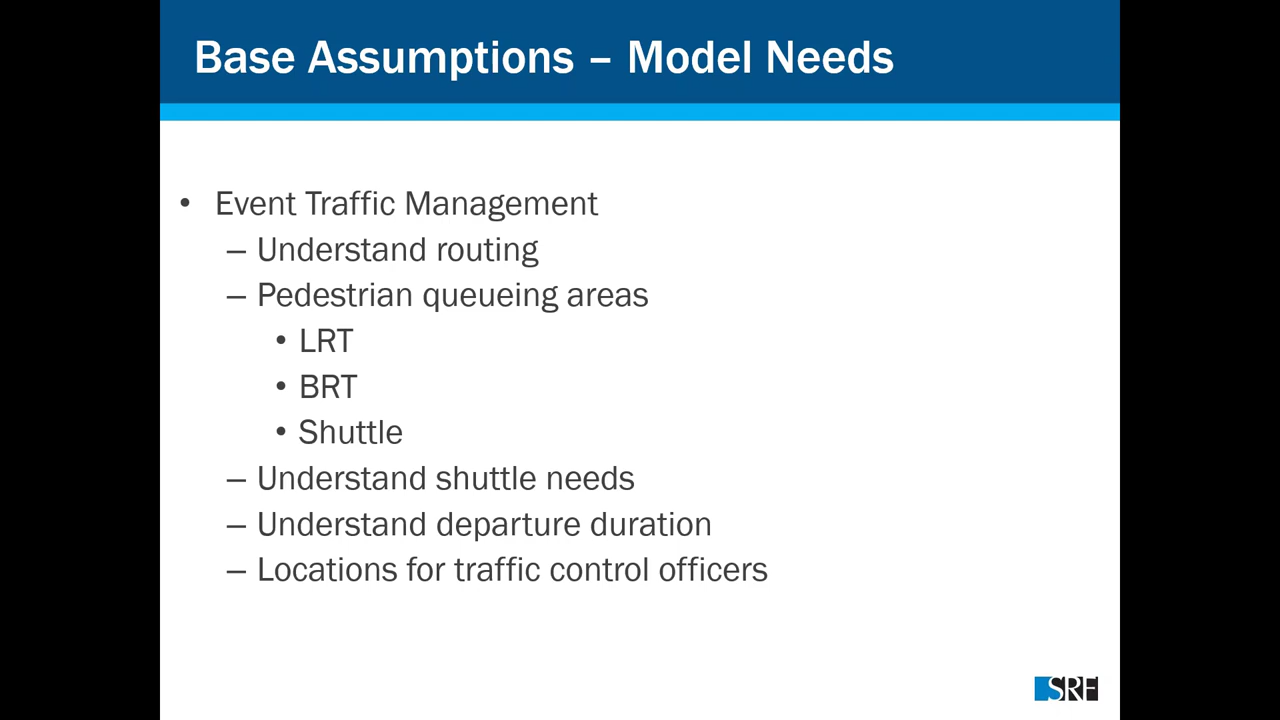 Base Assumptions – Model Needs
• Event Traffic Management
– Understand routing
– Pedestrian queueing areas
• LRT
• BRT
• Shuttle
– Understand shuttle needs
– Understand departure duration
– Locations for traffic control officers
SRF